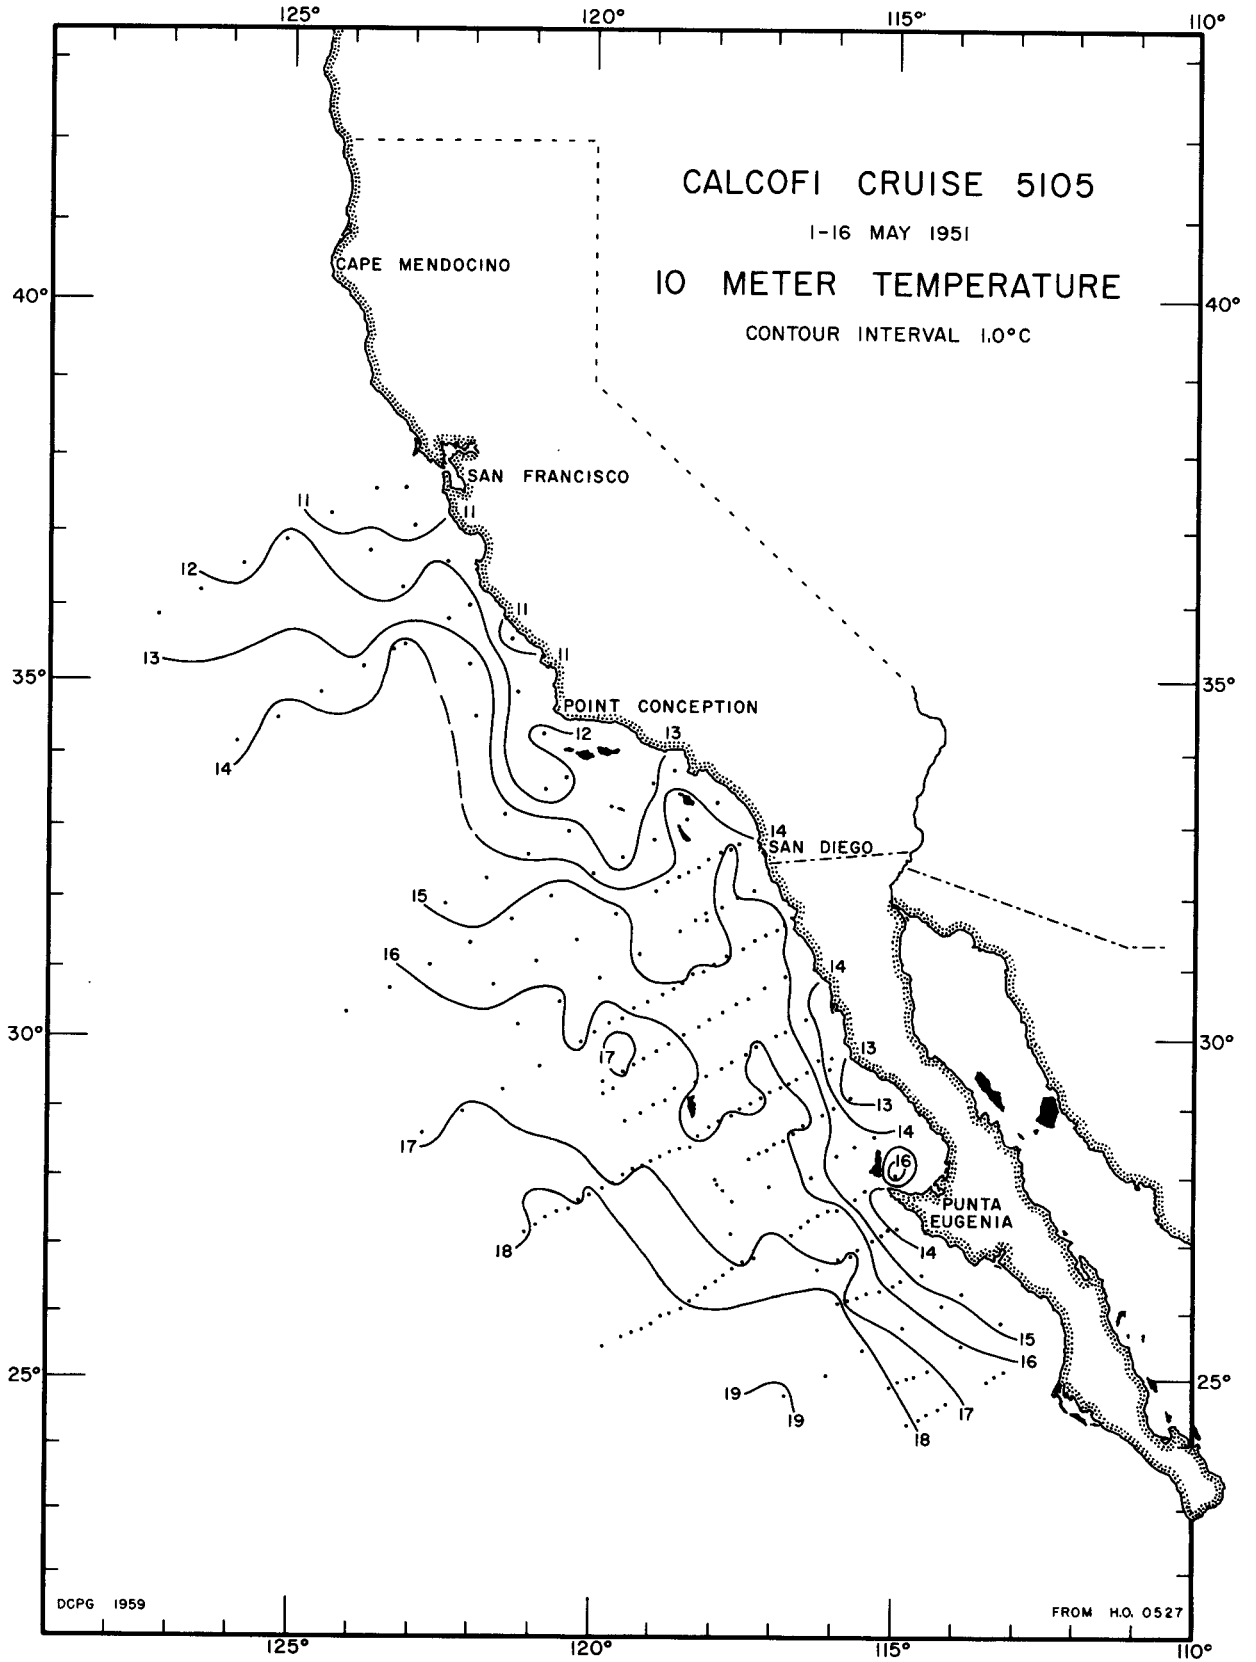 125° 120° 115° 110°
CALCOFI CRUISE 5105
1-16 MAY 1951
10 METER TEMPERATURE
CONTOUR INTERVAL 1.0°C
CAPE MENDOCINO
40° 40°
SAN FRANCISCO
11 11
12
11
13 11
35° 35°
POINT CONCEPTION
12 13
14
14
SAN DIEGO
15
16 14
30° 30°
17 13
13
17 14
16
PUNTA
EUGENIA
18 14
15
16
25° 25°
19 19 17
18
DCPG 1959
FROM H.O. 0527
125° 120° 115° 110°